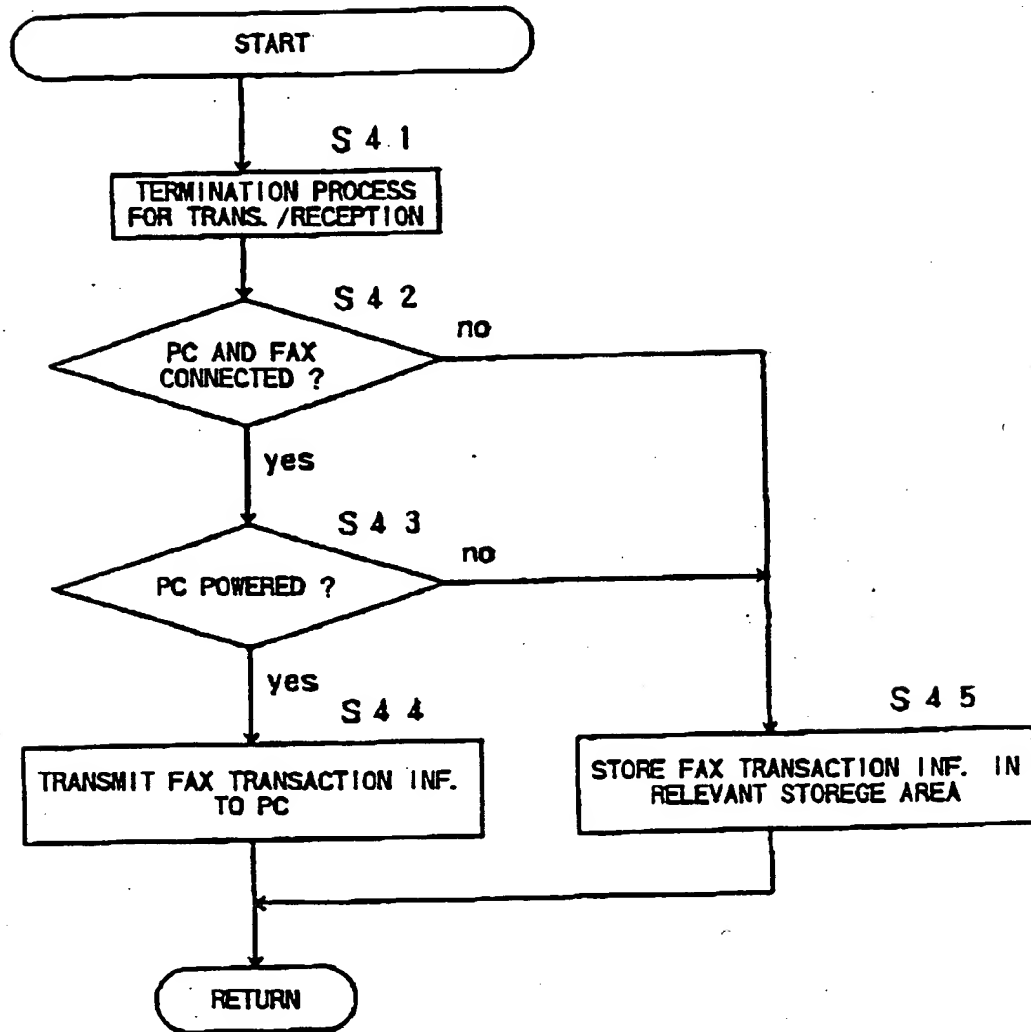 START
S 4 1
TERMINATION PROCESS
FOR TRANS. /RECEPTION
S 4 2
no
PC AND FAX
CONNECTED ?
yes
S 4 3
no
PC POWERED ?
yes
S 4 4
S 4 5
TRANSMIT FAX TRANSACTION INF.
TO PC
STORE FAX TRANSACTION INF. IN
RELEVANT STOREGE AREA
RETURN